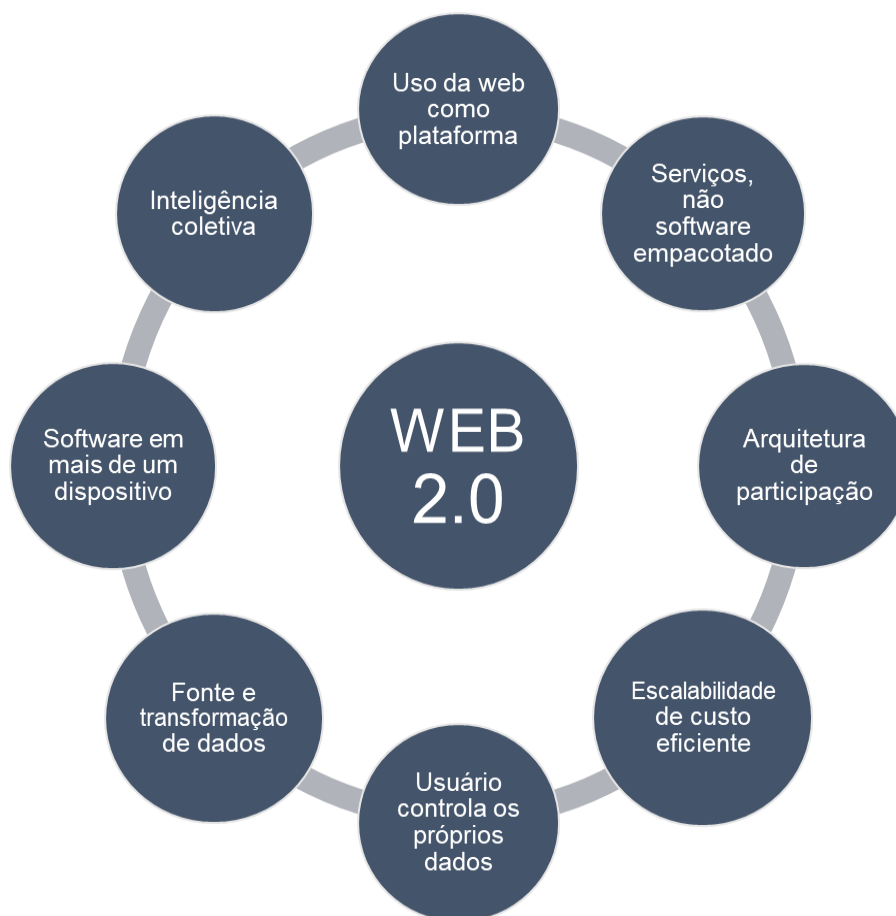 Uso da web
como
plataforma
Serviços,
não
software
empacotado
Arquitetura
de
participação
Escalabilidade
de custo
eficiente
Usuário
controla os
próprios
dados
Fonte e
transformação
de dados
Software em
mais de um
dispositivo
Inteligência
coletiva
WEB
2.0